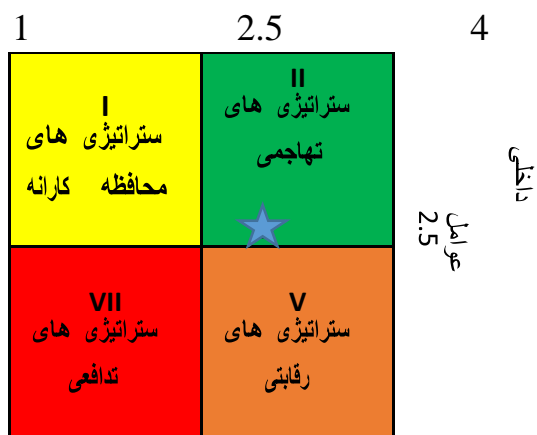 1 2.5 4
I
ستراتیژی های
محافظه کارانه
II
ستراتیژی های
تهاجمی
داخلی
عوامل
2.5
VII
ستراتیژی های
تدافعی
V
ستراتیژی های
رقابتی